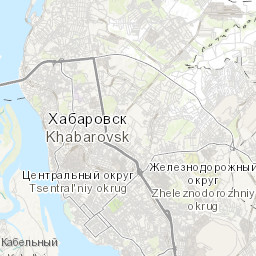 Хабаровск
Khabarovsk
Железнодорожный
округ
Zheleznodorozhniy
okrug
Центральный округ
Tsentral'niy okrug
Кабельный